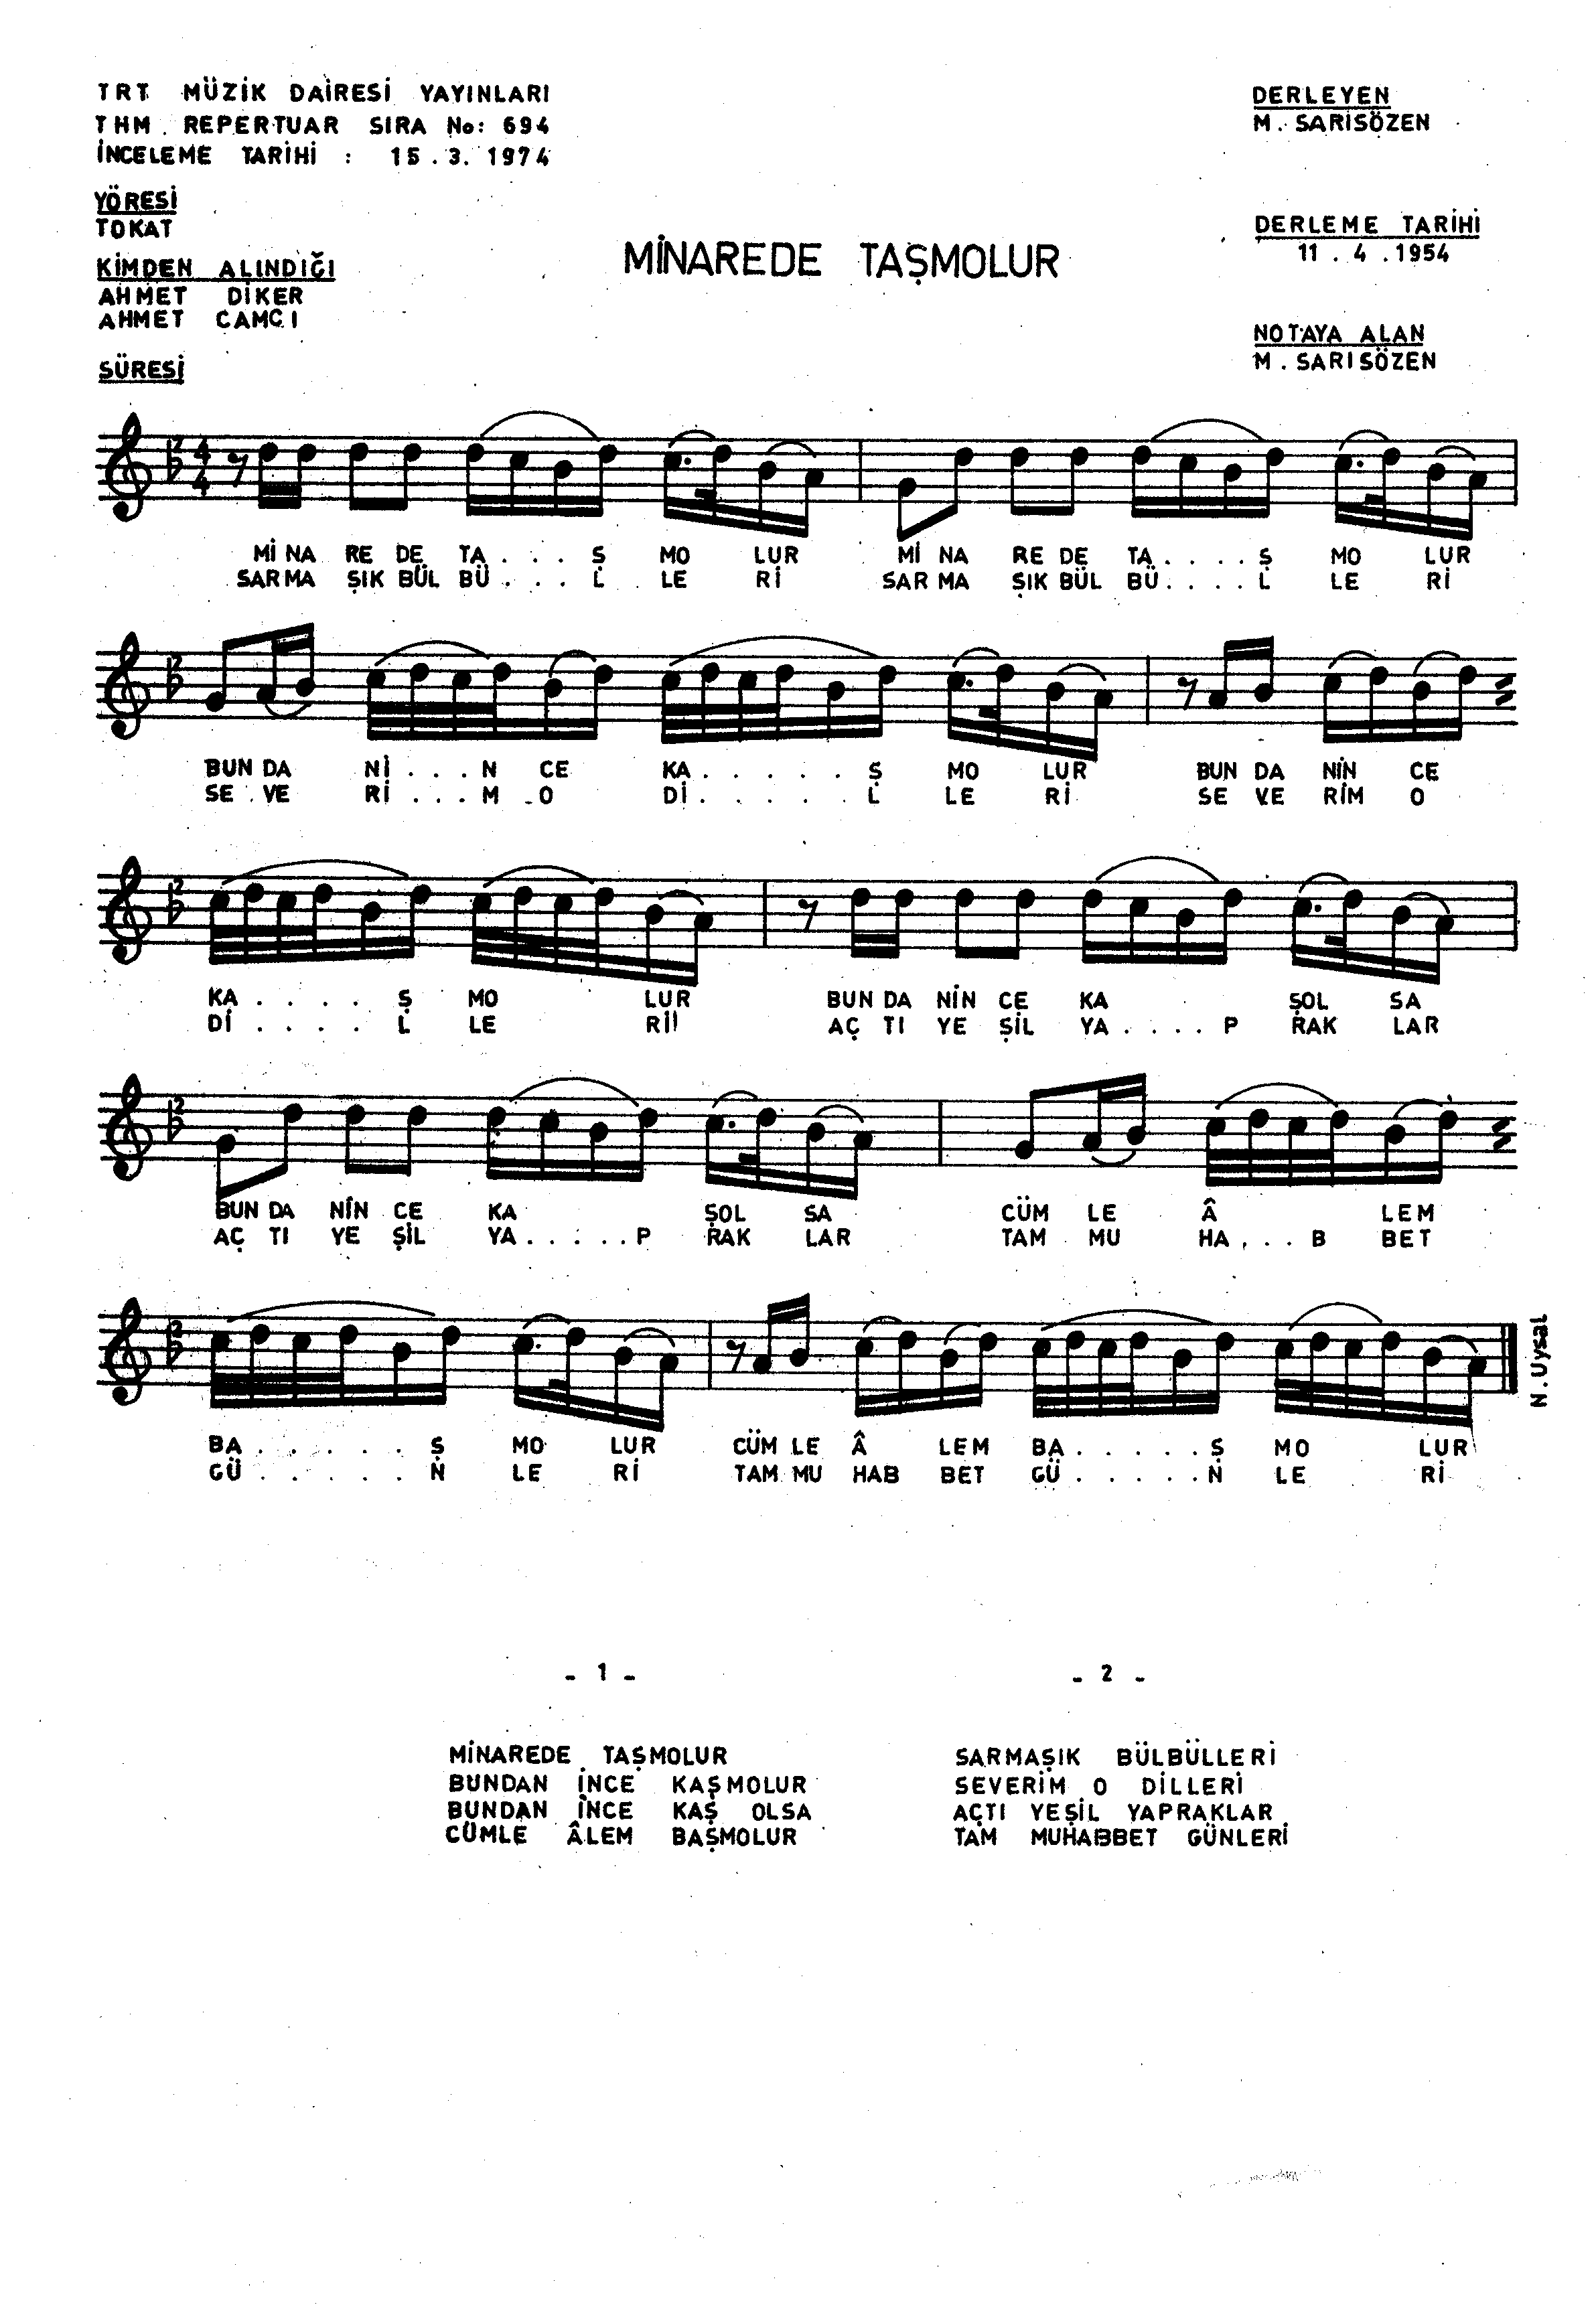 TRT MÜZİK DAİRESİ YAYINLARI
THM REPERTUAR SIRA No: 694
İNCELEME TARİHİ : 15.3.1974
DERLEYEN
M. SARISÖZEN
YÖRESİ
TOKAT
DERLEME TARİHİ
11.4.1954
MİNAREDE TAŞMOLUR
KİMDEN ALINDIĞI
AHMET DİKER
AHMET CAMCI
NOTAYA ALAN
M. SARISÖZEN
SÜRESİ
2
4
4
Mİ NA RE DE TA . . . Ş MO LUR Mİ NA RE DE TA . . . . Ş MO LUR
SAR MA ŞIK BÜL BÜ . . . L LE Rİ SAR MA ŞIK BÜL BÜ . . . . L LE Rİ
2
BUN DA Nİ . . . N CE KA . . . . . Ş MO LUR BUN DA NİN CE
SE VE Rİ . . . M O Dİ . . . . . L LE Rİ SE VE RİM O
2
KA . . . . Ş MO LUR BUN DA NİN CE KA ŞOL SA
Dİ . . . . L LE Rİİ AÇ TI YE ŞİL YA . . . . P RAK LAR
2
BUN DA NİN CE KA ŞOL SA CÜM LE Â LEM
AÇ TI YE ŞİL YA . . . . . P RAK LAR TAM MU HA . . . B BET
2
BA . . . . . Ş MO LUR CÜM LE Â LEM BA . . . . . Ş MO LUR
GÜ . . . . . N LE Rİ TAM MU HAB BET GÜ . . . . . N LE Rİ
N. Uysal
- 1 -
MİNAREDE TAŞMOLUR
BUNDAN İNCE KAŞMOLUR
BUNDAN İNCE KAŞ OLSA
CÜMLE ÂLEM BAŞMOLUR
- 2 -
SARMAŞIK BÜLBÜLLERİ
SEVERİM O DİLLERİ
AÇTI YEŞİL YAPRAKLAR
TAM MUHABBET GÜNLERİ